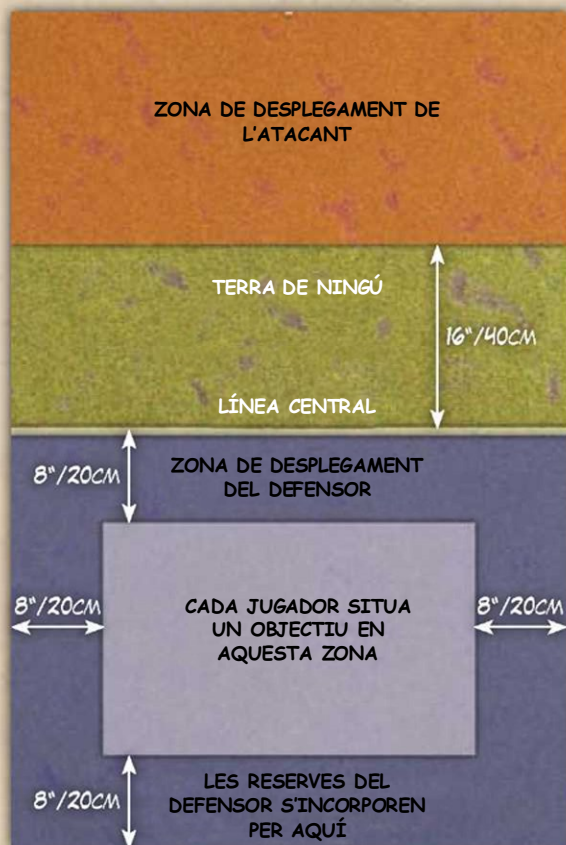 ZONA DE DESPLEGAMENT DE
L'ATACANT
TERRA DE NINGÚ
16"/40CM
LÍNEA CENTRAL
8"/20CM
ZONA DE DESPLEGAMENT
DEL DEFENSOR
8"/20CM
CADA JUGADOR SITUA
UN OBJECTIU EN
AQUESTA ZONA
8"/20CM
8"/20CM
LES RESERVES DEL
DEFENSOR S'INCORPOREN
PER AQUÍ